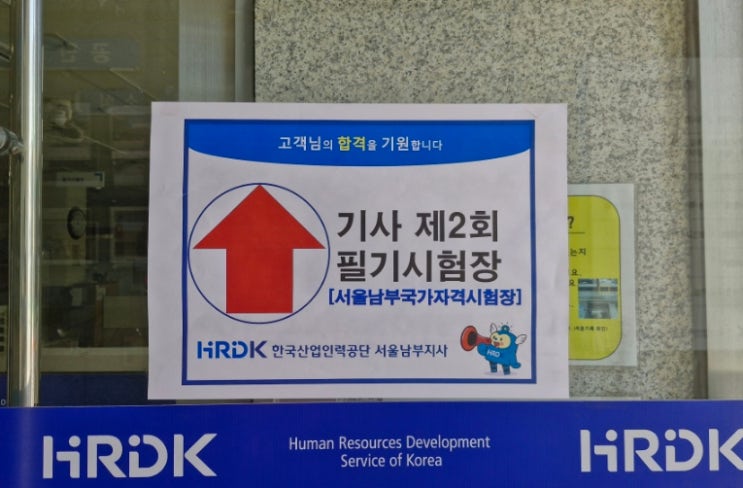 고객님의 합격을 기원합니다
기사 제2회
필기시험장
[서울남부국가자격시험장]
HRDK 한국산업인력공단 서울남부지사
HRD
?
는지
요.
HRDK
Human Resources Development
Service of Korea
HRDK